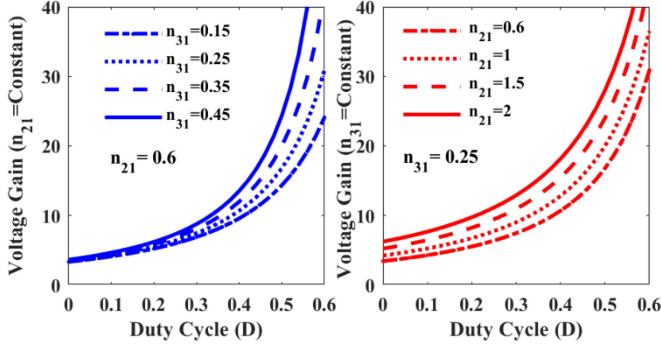 Voltage Gain (n21=Constant)
40
30
20
10
0
n31=0.15
n31=0.25
n31=0.35
n31=0.45
n21= 0.6
0 0.1 0.2 0.3 0.4 0.5 0.6
Duty Cycle (D)
Voltage Gain (n31=Constant)
40
30
20
10
0
n21=0.6
n21=1
n21=1.5
n21=2
n31= 0.25
0 0.1 0.2 0.3 0.4 0.5 0.6
Duty Cycle (D)